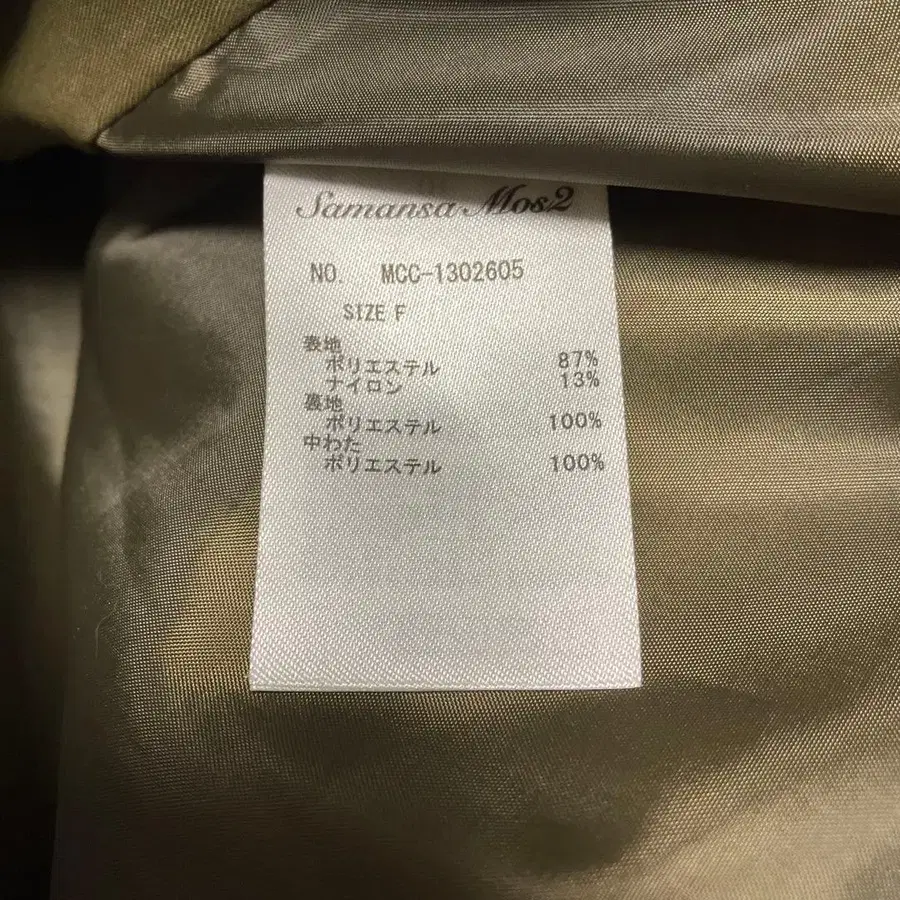 Samansa Mos2
NO. MCC-1302605
SIZE F
表地
ポリエステル 87%
ナイロン 13%
裏地
ポリエステル 100%
中わた
ポリエステル 100%